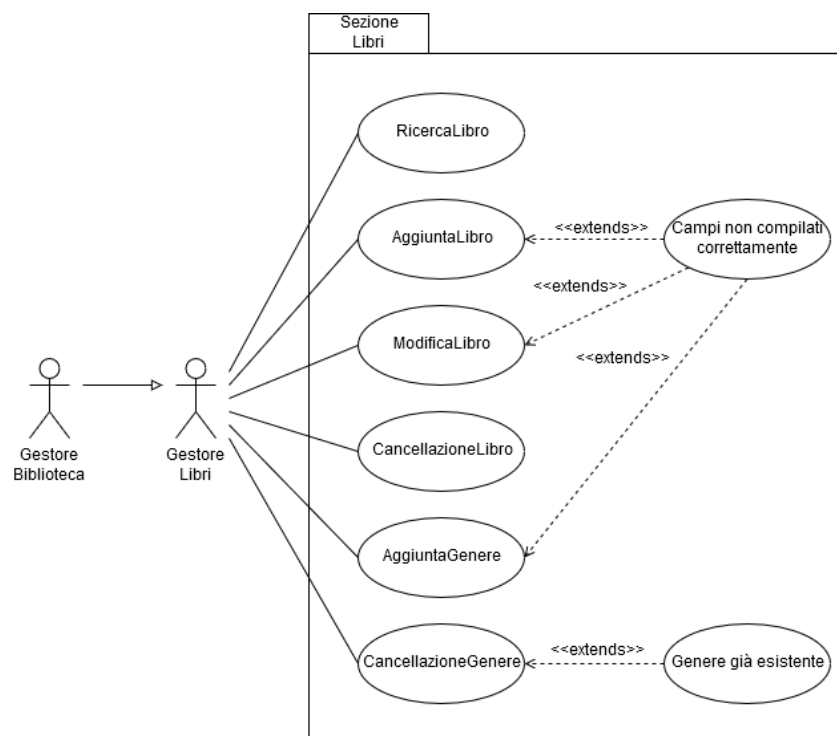 Sezione
Libri
RicercaLibro
AggiuntaLibro
<<extends>>
Campi non compilati
correttamente
<<extends>>
ModificaLibro
<<extends>>
Gestore
Biblioteca
Gestore
Libri
CancellazioneLibro
AggiuntaGenere
CancellazioneGenere
<<extends>>
Genere già esistente